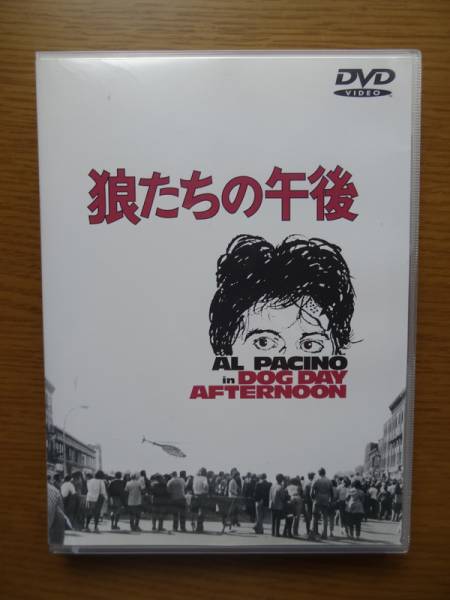 DVD
VIDEO
狼たちの午後
AL PACINO
in DOG DAY
AFTERNOON